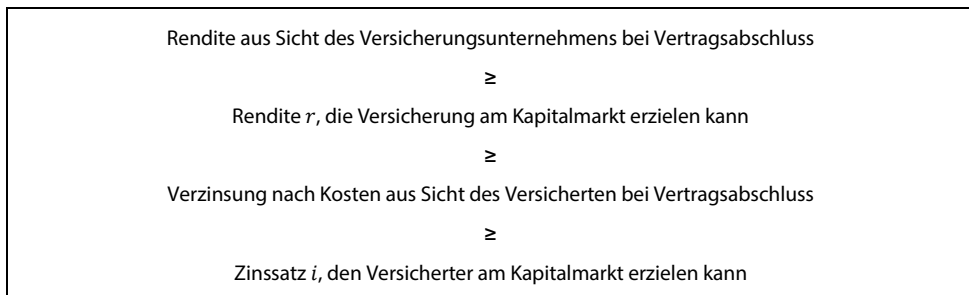 Rendite aus Sicht des Versicherungsunternehmens bei Vertragsabschluss
≥
Rendite r, die Versicherung am Kapitalmarkt erzielen kann
≥
Verzinsung nach Kosten aus Sicht des Versicherten bei Vertragsabschluss
≥
Zinssatz i, den Versicherter am Kapitalmarkt erzielen kann